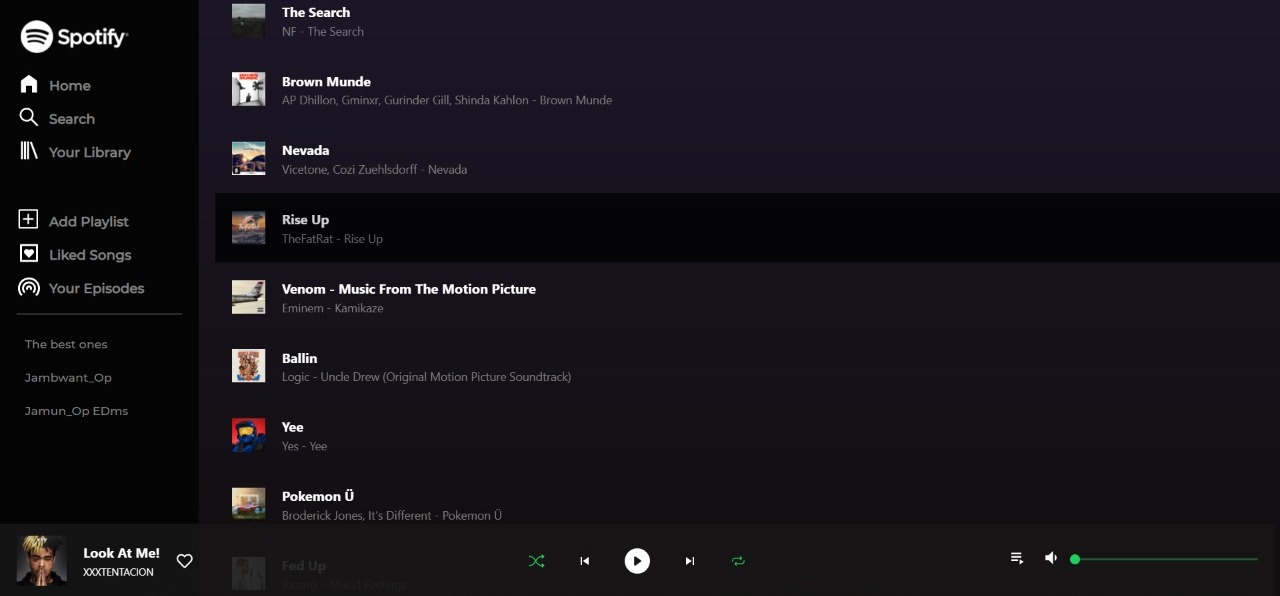 Spotify
Home
Search
Your Library
Add Playlist
Liked Songs
Your Episodes
The best ones
Jambwant_Op
Jamun_Op EDms
The Search
NF - The Search
Brown Munde
AP Dhillon, Gminxr, Gurinder Gill, Shinda Kahlon - Brown Munde
Nevada
Vicetone, Cozi Zuehlsdorff - Nevada
Rise Up
TheFatRat - Rise Up
Venom - Music From The Motion Picture
Eminem - Kamikaze
Ballin
Logic - Uncle Drew (Original Motion Picture Soundtrack)
Yee
Yes - Yee
Pokemon Ü
Broderick Jones, It's Different - Pokemon Ü
Fed Up
Bazanji - Mixed Feelings
Look At Me!
XXXTENTACION